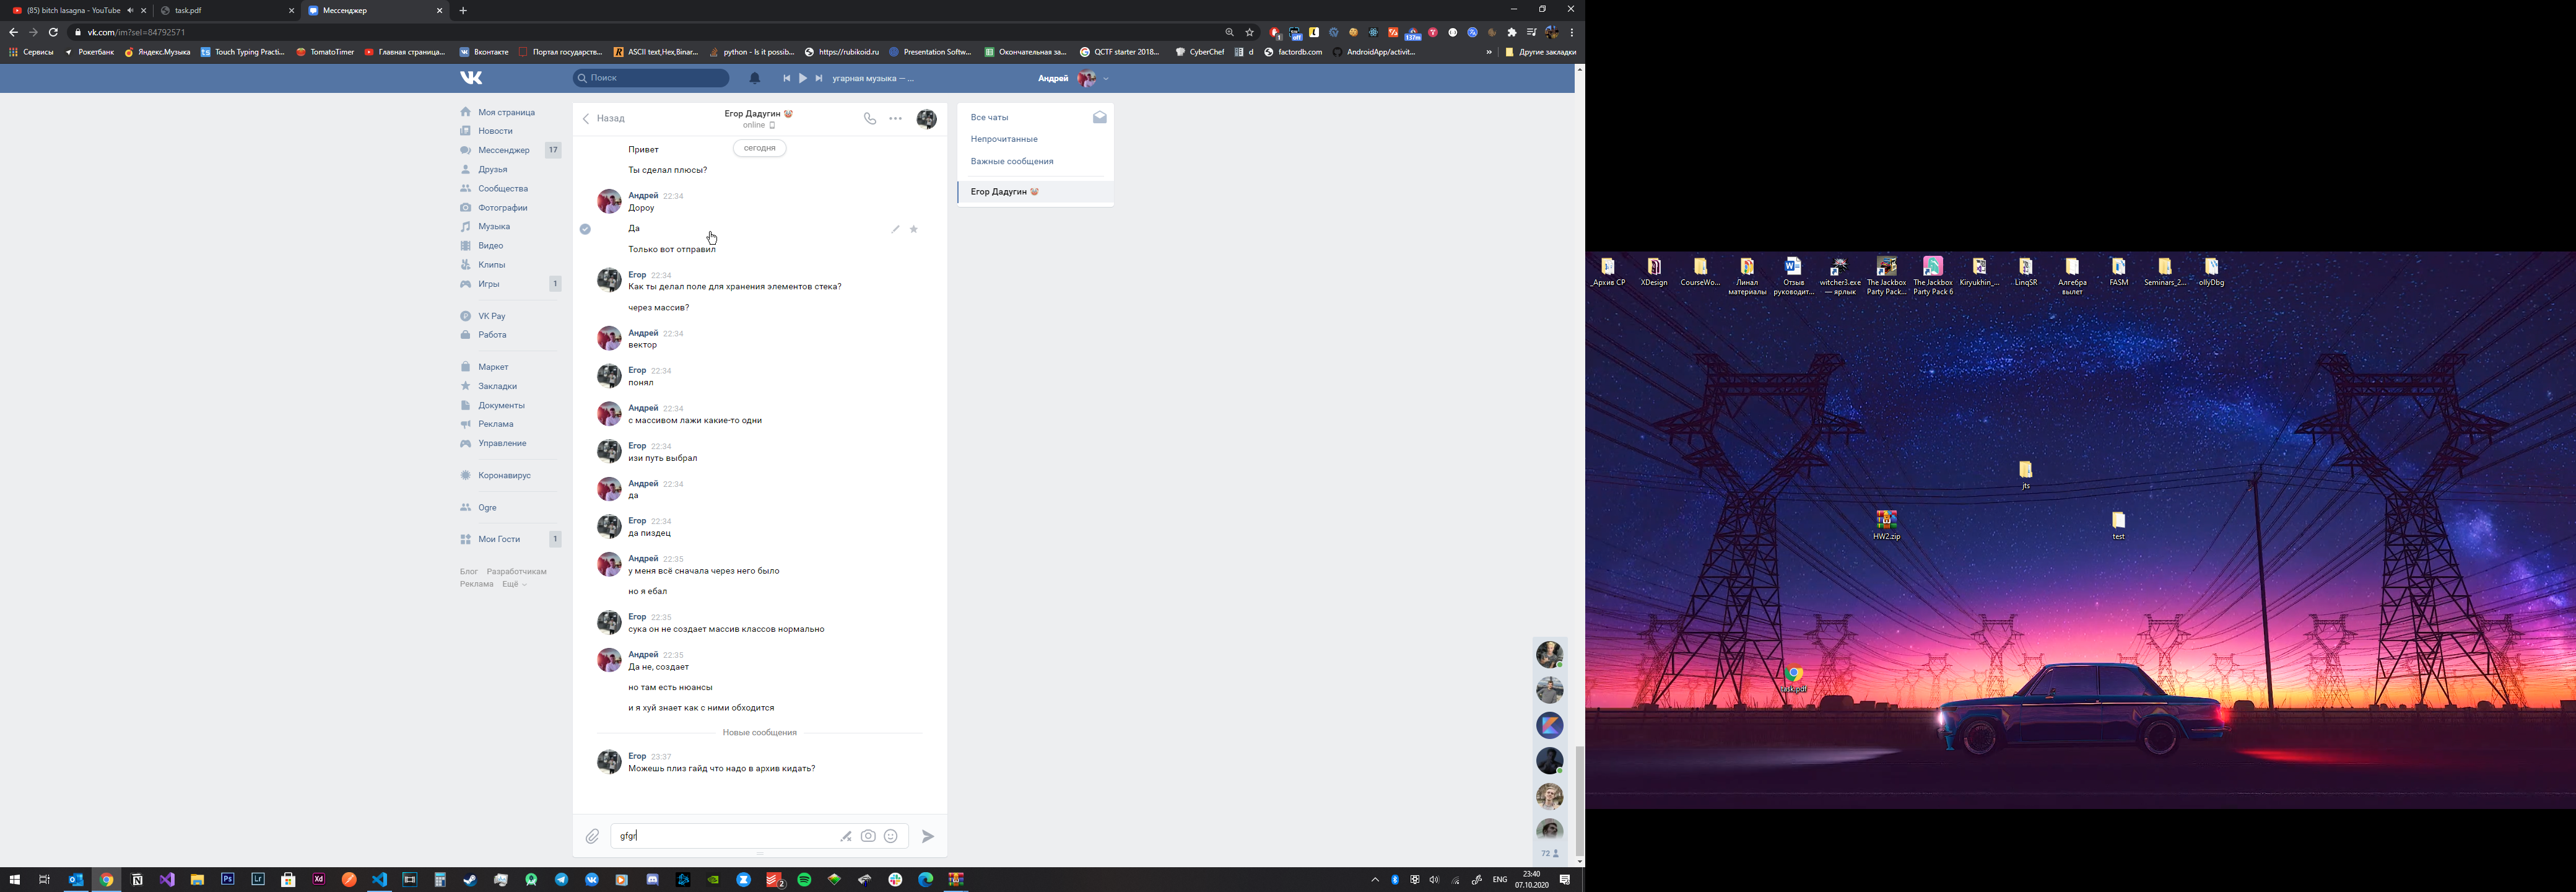 (85) bitch lasagna - YouTube
task.pdf
Мессенджер
vk.com/im?sel=84792571
Сервисы
Рокетбанк
Яндекс.Музыка
Touch Typing Practi...
TomatoTimer
Главная страница...
Вконтакте
Портал государств...
ASCII text,Hex,Binar...
python - Is it possib...
https://rubikoid.ru
Presentation Softw...
Окончательная за...
QCTF starter 2018...
CyberChef
d
factordb.com
AndroidApp/activit...
Другие закладки
Поиск
угарная музыка – ...
Андрей
Моя страница
Новости
Мессенджер 17
Друзья
Сообщества
Фотографии
Музыка
Видео
Клипы
Игры 1
VK Pay
Работа
Маркет
Закладки
Документы
Реклама
Управление
Коронавирус
Ogre
Мои Гости 1
Блог Разработчикам
Реклама Ещё
Назад
Егор Дадугин
online
сегодня
Привет
Ты сделал плюсы?
Андрей 22:34
Дороу
Да
Только вот отправил
Егор 22:34
Как ты делал поле для хранения элементов стека?
через массив?
Андрей 22:34
вектор
Егор 22:34
понял
Андрей 22:34
с массивом лажи какие-то одни
Егор 22:34
изи путь выбрал
Андрей 22:34
да
Егор 22:34
да пиздец
Андрей 22:35
у меня всё сначала через него было
но я ебал
Егор 22:35
сука он не создает массив классов нормально
Андрей 22:35
Да не, создает
но там есть нюансы
и я хуй знает как с ними обходится
Новые сообщения
Егор 23:37
Можешь плиз гайд что надо в архив кидать?
gfgr
Все чаты
Непрочитанные
Важные сообщения
Егор Дадугин
72
_Архив СР
XDesign
CourseWo...
Линал материалы
Отзыв руководит...
witcher3.exe — ярлык
The Jackbox Party Pack...
The Jackbox Party Pack 6
Kiryukhin_...
LinqSR
Алгебра вылет
FASM
Seminars_2...
ollyDbg
jts
HW2.zip
test
task.pdf
ENG
23:40
07.10.2020